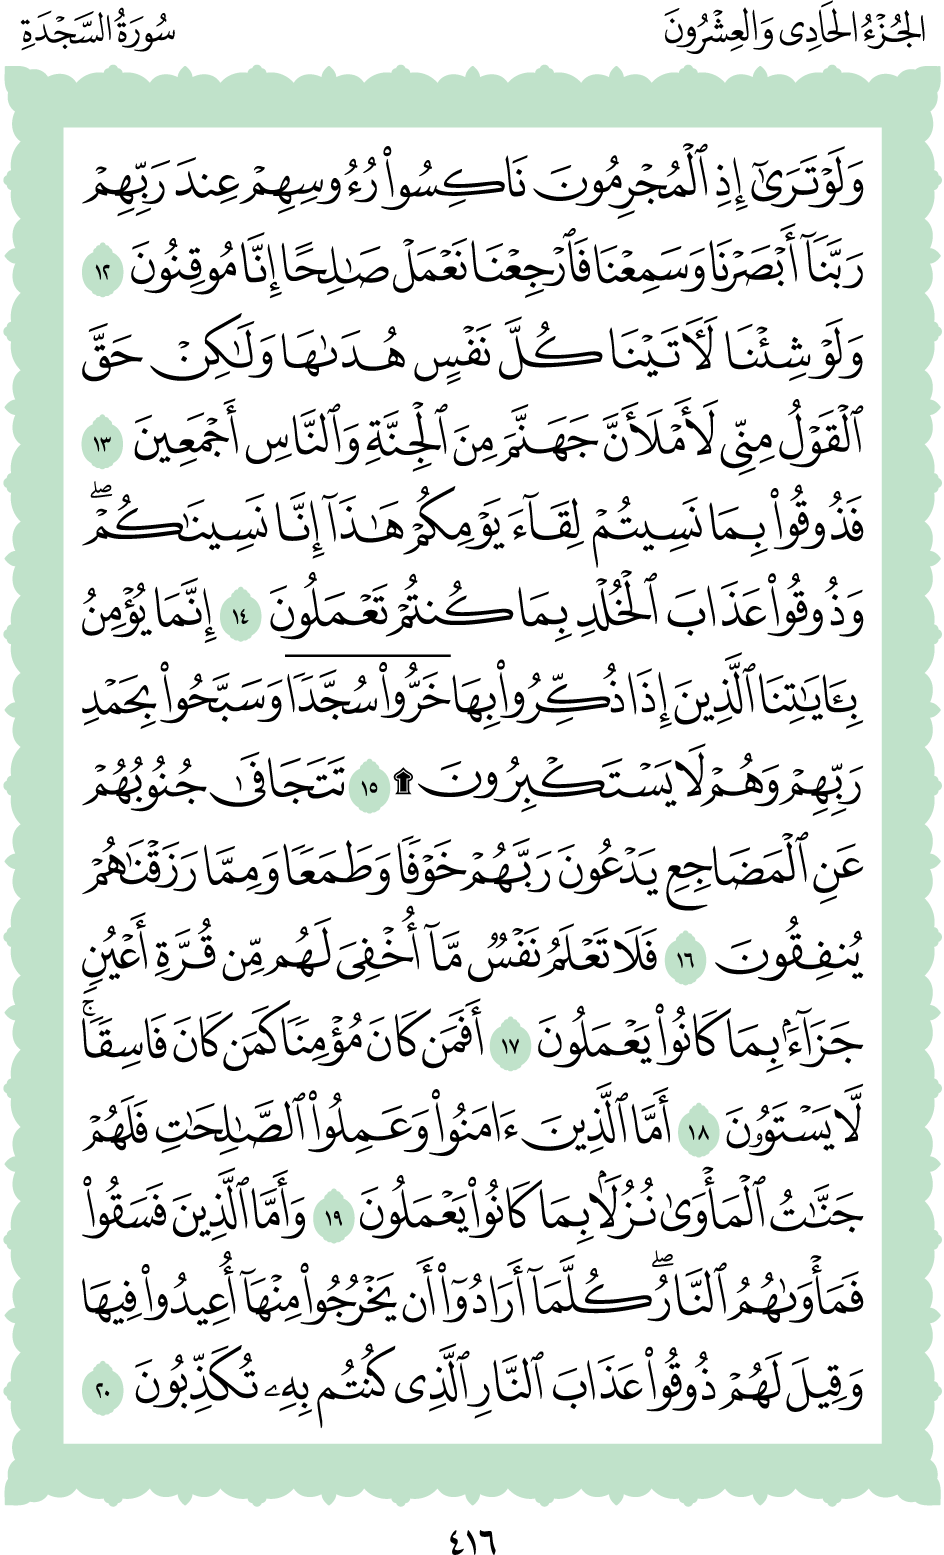 الجُزْءُ الحَادِي وَالعِشْرُونَ
سُورَةُ السَّجْدَةِ
وَلَوْ تَرَىٰٓ إِذِ ٱلْمُجْرِمُونَ نَاكِسُوا۟ رُءُوسِهِمْ عِندَ رَبِّهِمْ
رَبَّنَآ أَبْصَرْنَا وَسَمِعْنَا فَٱرْجِعْنَا نَعْمَلْ صَـٰلِحًا إِنَّا مُوقِنُونَ ١٢
وَلَوْ شِئْنَا لَـَٔاتَيْنَا كُلَّ نَفْسٍ هُدَىٰهَا وَلَـٰكِنْ حَقَّ
ٱلْقَوْلُ مِنِّى لَأَمْلَأَنَّ جَهَنَّمَ مِنَ ٱلْجِنَّةِ وَٱلنَّاسِ أَجْمَعِينَ ١٣
فَذُوقُوا۟ بِمَا نَسِيتُمْ لِقَآءَ يَوْمِكُمْ هَـٰذَآ إِنَّا نَسِينَـٰكُمْ ۖ
وَذُوقُوا۟ عَذَابَ ٱلْخُلْدِ بِمَا كُنتُمْ تَعْمَلُونَ ١٤ إِنَّمَا يُؤْمِنُ
بِـَٔايَـٰتِنَا ٱلَّذِينَ إِذَا ذُكِّرُوا۟ بِهَا خَرُّوا۟ سُجَّدًا وَسَبَّحُوا۟ بِحَمْدِ
رَبِّهِمْ وَهُمْ لَا يَسْتَكْبِرُونَ ۩ ١٥ تَتَجَافَىٰ جُنُوبُهُمْ
عَنِ ٱلْمَضَاجِعِ يَدْعُونَ رَبَّهُمْ خَوْفًا وَطَمَعًا وَمِمَّا رَزَقْنَـٰهُمْ
يُنفِقُونَ ١٦ فَلَا تَعْلَمُ نَفْسٌ مَّآ أُخْفِىَ لَهُم مِّن قُرَّةِ أَعْيُنٍ
جَزَآءًۢ بِمَا كَانُوا۟ يَعْمَلُونَ ١٧ أَفَمَن كَانَ مُؤْمِنًا كَمَن كَانَ فَاسِقًا ۚ
لَّا يَسْتَوُۥنَ ١٨ أَمَّا ٱلَّذِينَ ءَامَنُوا۟ وَعَمِلُوا۟ ٱلصَّـٰلِحَـٰتِ فَلَهُمْ
جَنَّـٰتُ ٱلْمَأْوَىٰ نُزُلًۢا بِمَا كَانُوا۟ يَعْمَلُونَ ١٩ وَأَمَّا ٱلَّذِينَ فَسَقُوا۟
فَمَأْوَىٰهُمُ ٱلنَّارُ ۖ كُلَّمَآ أَرَادُوٓا۟ أَن يَخْرُجُوا۟ مِنْهَآ أُعِيدُوا۟ فِيهَا
وَقِيلَ لَهُمْ ذُوقُوا۟ عَذَابَ ٱلنَّارِ ٱلَّذِى كُنتُم بِهِۦ تُكَذِّبُونَ ٢٠
٤١٦